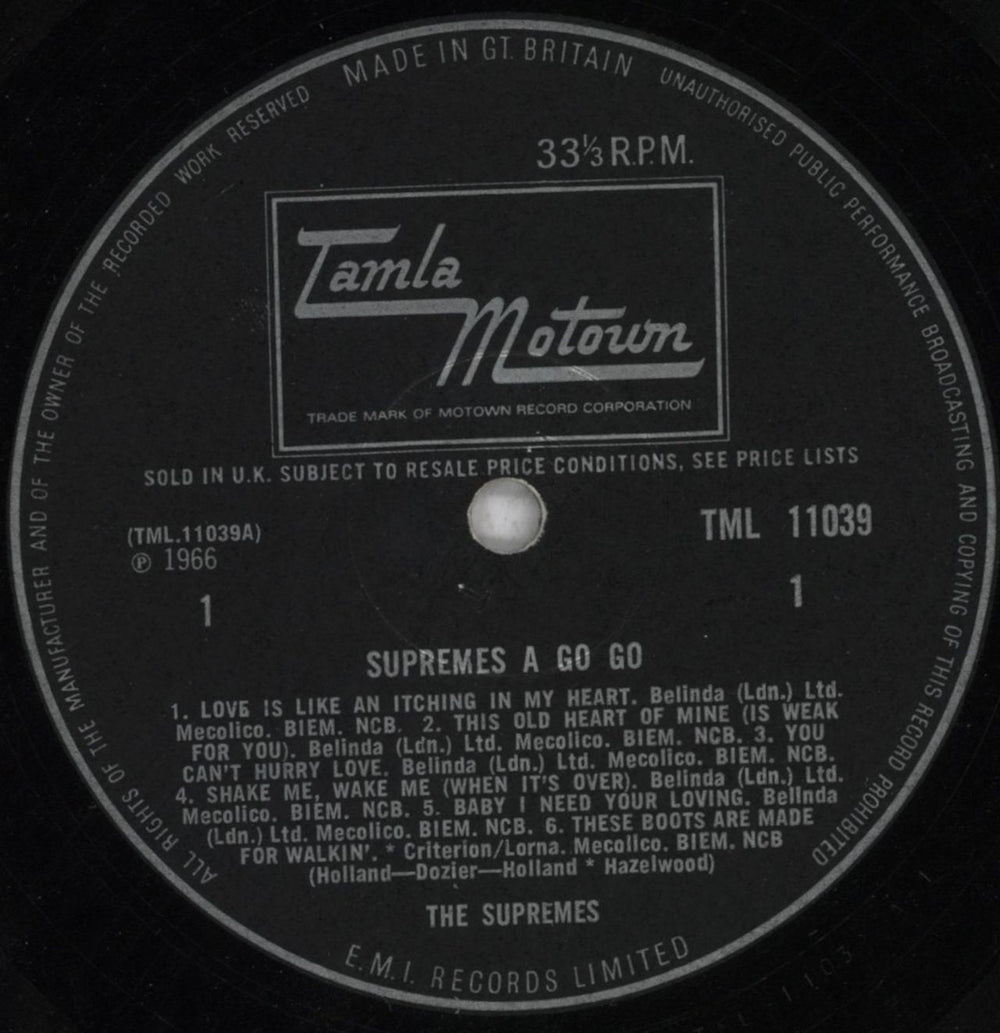 MADE IN GT. BRITAIN
UNAUTHORISED PUBLIC PERFORMANCE BROADCASTING AND COPYING OF THIS RECORD PROHIBITED
ALL RIGHTS OF THE MANUFACTURER AND OF THE OWNER OF THE RECORDED WORK RESERVED
33⅓ R.P.M.
Tamla
Motown
TRADE MARK OF MOTOWN RECORD CORPORATION
SOLD IN U.K. SUBJECT TO RESALE PRICE CONDITIONS, SEE PRICE LISTS
(TML.11039A)
TML 11039
℗ 1966
1
1
SUPREMES A GO GO
1. LOVE IS LIKE AN ITCHING IN MY HEART. Belinda (Ldn.) Ltd.
Mecolico. BIEM. NCB. 2. THIS OLD HEART OF MINE (IS WEAK
FOR YOU). Belinda (Ldn.) Ltd. Mecolico. BIEM. NCB. 3. YOU
CAN'T HURRY LOVE. Belinda (Ldn.) Ltd. Mecolico. BIEM. NCB.
4. SHAKE ME, WAKE ME (WHEN IT'S OVER). Belinda (Ldn.) Ltd.
Mecolico. BIEM. NCB. 5. BABY I NEED YOUR LOVING. Belinda
(Ldn.) Ltd. Mecolico. BIEM. NCB. 6. THESE BOOTS ARE MADE
FOR WALKIN'. * Criterion/Lorna. Mecolico. BIEM. NCB
(Holland—Dozier—Holland * Hazelwood)
THE SUPREMES
E.M.I. RECORDS LIMITED